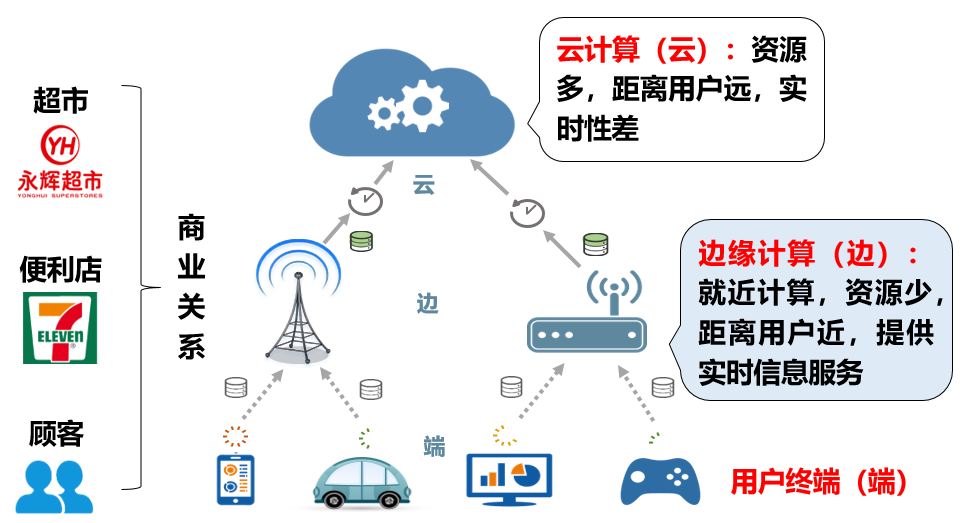 超市
YH
永辉超市
YONGHUI SUPERSTORES
便利店
7
ELEVEN
®
顾客
商
业
关
系
云
边
端
云计算（云）：资源
多，距离用户远，实
时性差
边缘计算（边）：
就近计算，资源少，
距离用户近，提供
实时信息服务
用户终端（端）